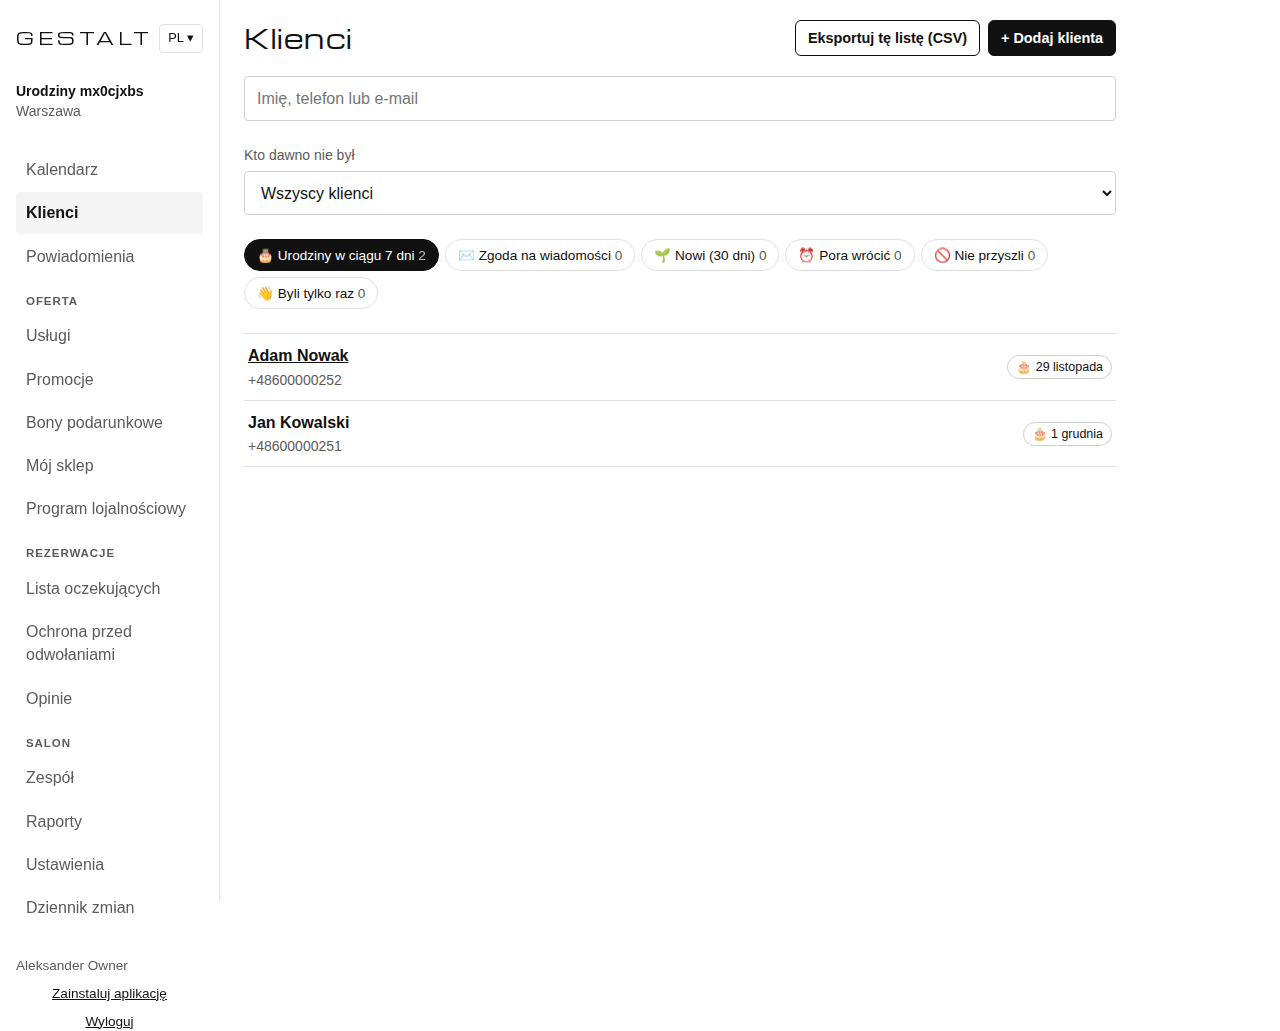 GESTALT
PL ▾
Urodziny mx0cjxbs
Warszawa
Kalendarz
Klienci
Powiadomienia
OFERTA
Usługi
Promocje
Bony podarunkowe
Mój sklep
Program lojalnościowy
REZERWACJE
Lista oczekujących
Ochrona przed
odwołaniami
Opinie
SALON
Zespół
Raporty
Ustawienia
Dziennik zmian
Aleksander Owner
Zainstaluj aplikację
Wyloguj
Klienci
Eksportuj tę listę (CSV)
+ Dodaj klienta
Imię, telefon lub e-mail
Kto dawno nie był
Wszyscy klienci
🎂 Urodziny w ciągu 7 dni 2
✉️ Zgoda na wiadomości 0
🌱 Nowi (30 dni) 0
⏰ Pora wrócić 0
🚫 Nie przyszli 0
👋 Byli tylko raz 0
Adam Nowak
+48600000252
🎂 29 listopada
Jan Kowalski
+48600000251
🎂 1 grudnia